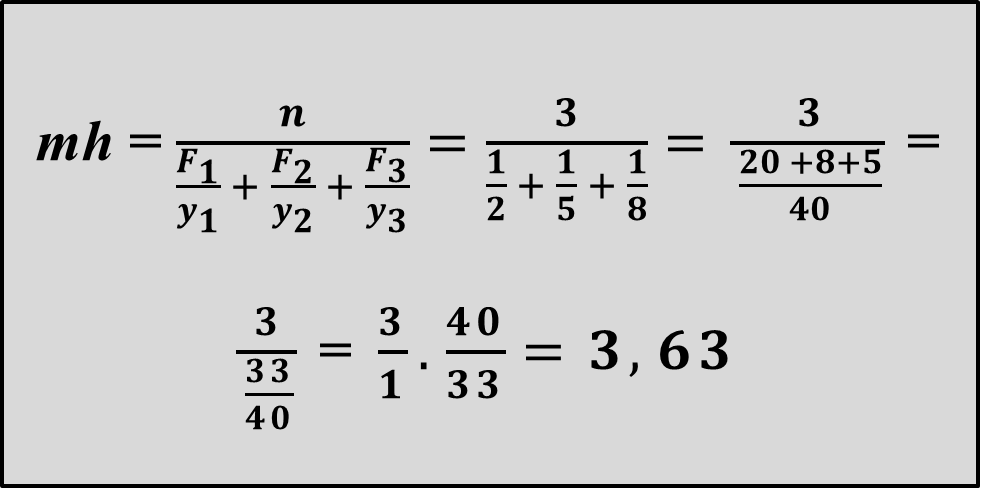 mh = n / (F1/y1 + F2/y2 + F3/y3) = 3 / (1/2 + 1/5 + 1/8) = 3 / ((20 +8+5)/40) =
3 / (33/40) = 3/1 . 40/33 = 3,63